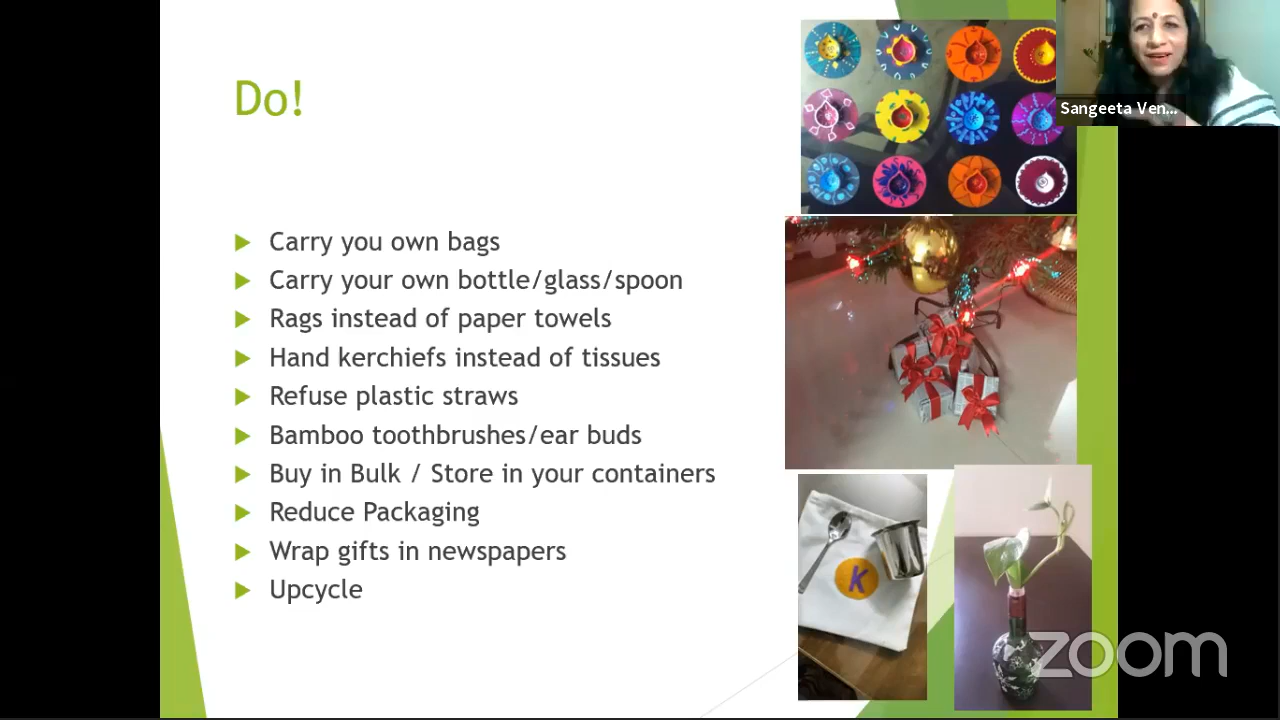 Do!
Sangeeta Ven...
Carry you own bags
Carry your own bottle/glass/spoon
Rags instead of paper towels
Hand kerchiefs instead of tissues
Refuse plastic straws
Bamboo toothbrushes/ear buds
Buy in Bulk / Store in your containers
Reduce Packaging
Wrap gifts in newspapers
Upcycle
K
zoom